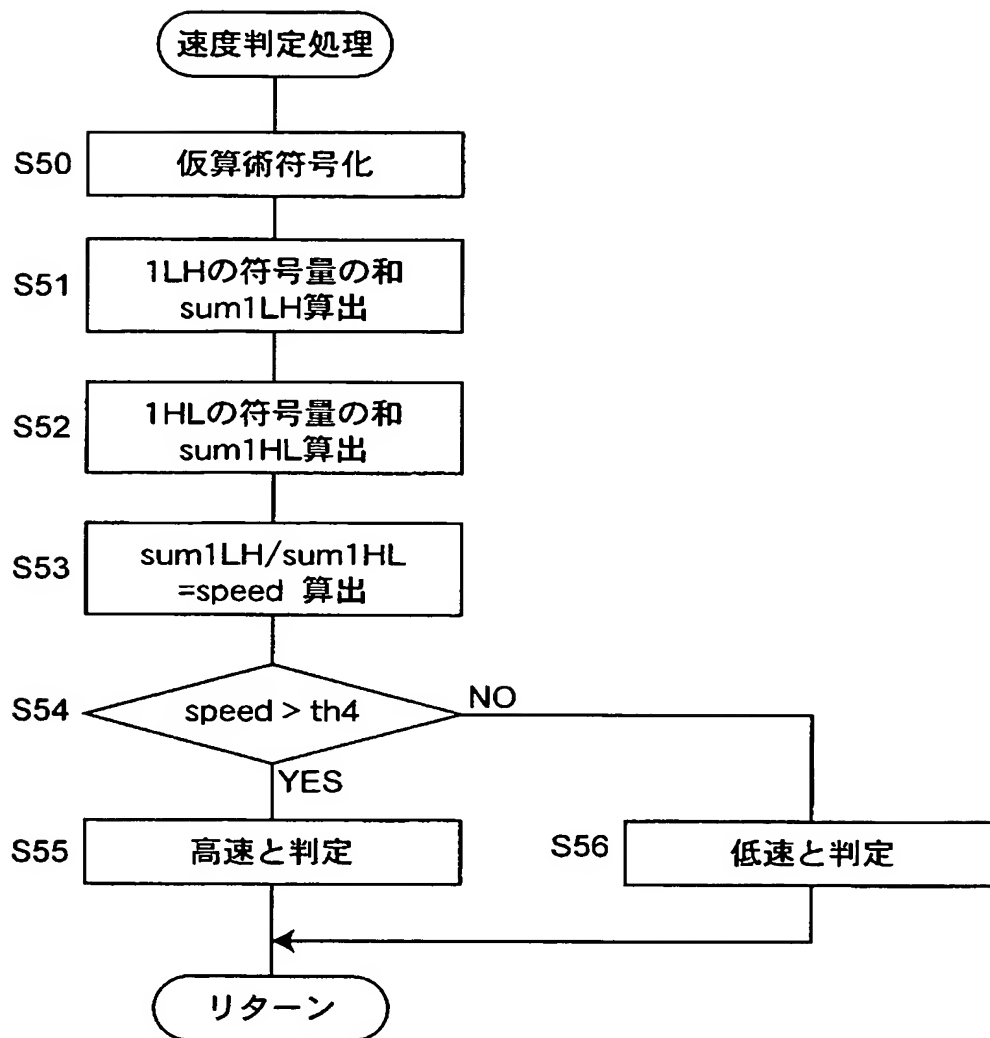 速度判定処理
S50
仮算術符号化
S51
1LHの符号量の和
sum1LH算出
S52
1HLの符号量の和
sum1HL算出
S53
sum1LH/sum1HL
=speed 算出
S54
speed > th4
NO
YES
S55
高速と判定
S56
低速と判定
リターン